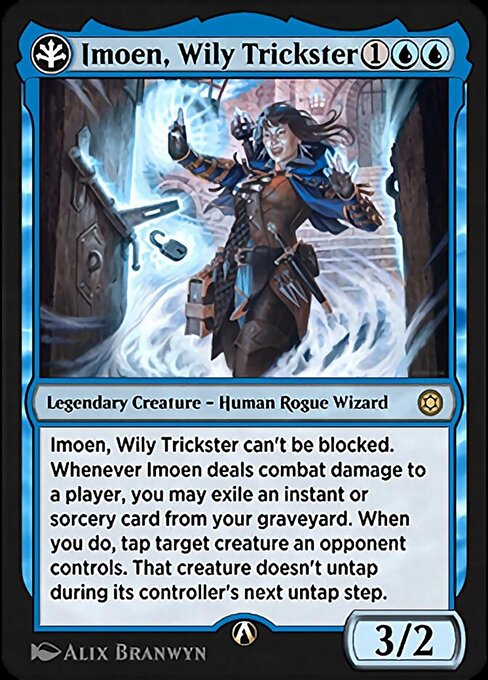 Imoen, Wily Trickster 1
Legendary Creature – Human Rogue Wizard
Imoen, Wily Trickster can't be blocked.
Whenever Imoen deals combat damage to
a player, you may exile an instant or
sorcery card from your graveyard. When
you do, tap target creature an opponent
controls. That creature doesn't untap
during its controller's next untap step.
3/2
Alix Branwyn